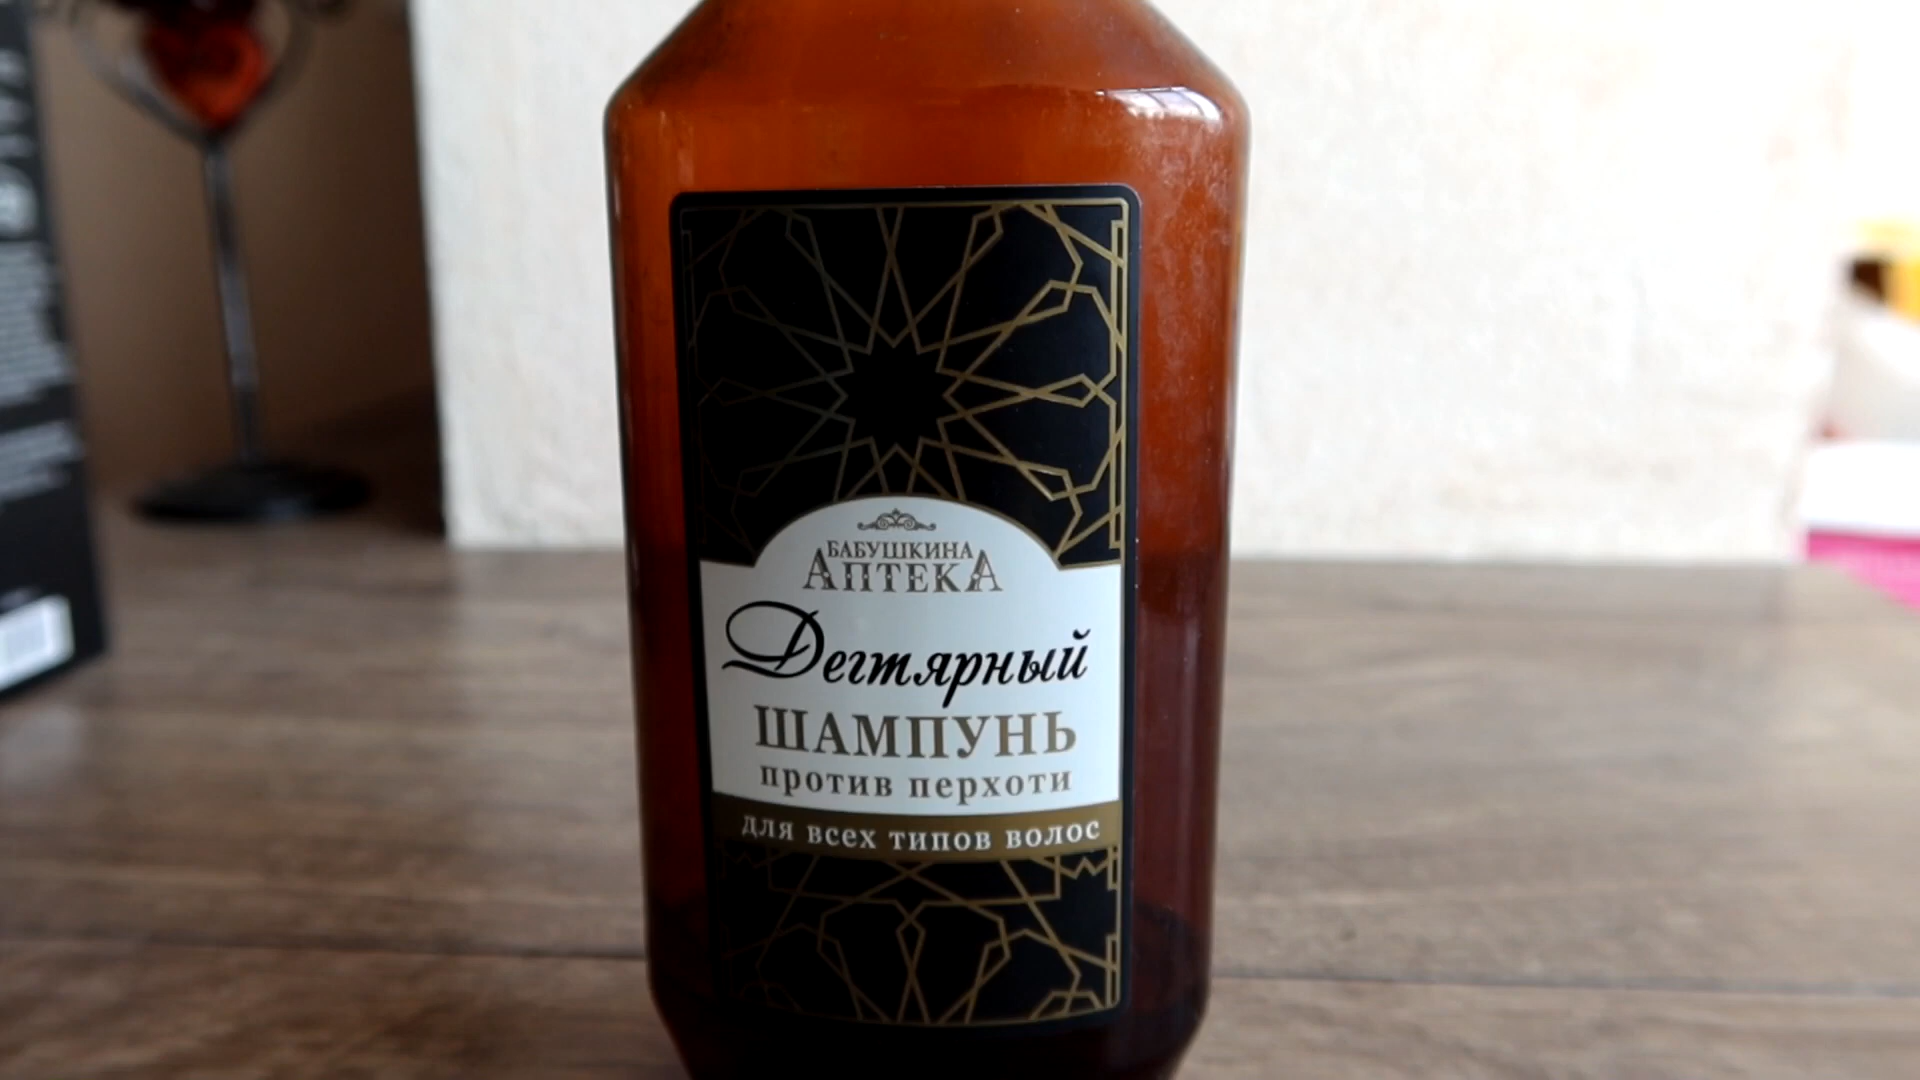 БАБУШКИНА
АПТЕКА
Дегтярный
ШАМПУНЬ
против перхоти
для всех типов волос